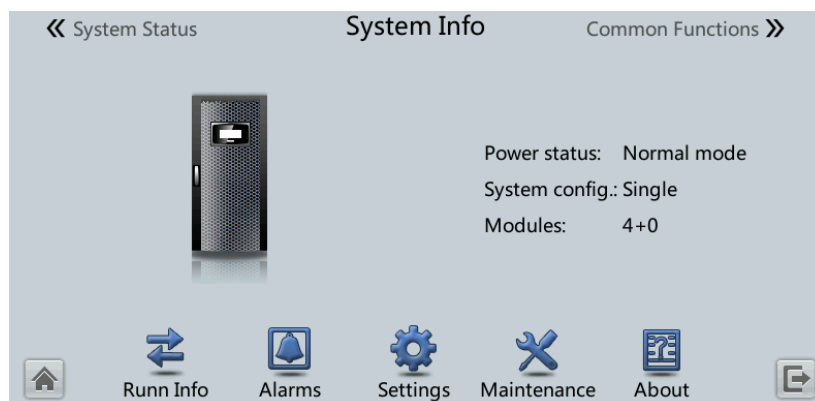 « System Status System Info Common Functions »
Power status: Normal mode
System config.: Single
Modules: 4+0
Runn Info Alarms Settings Maintenance About